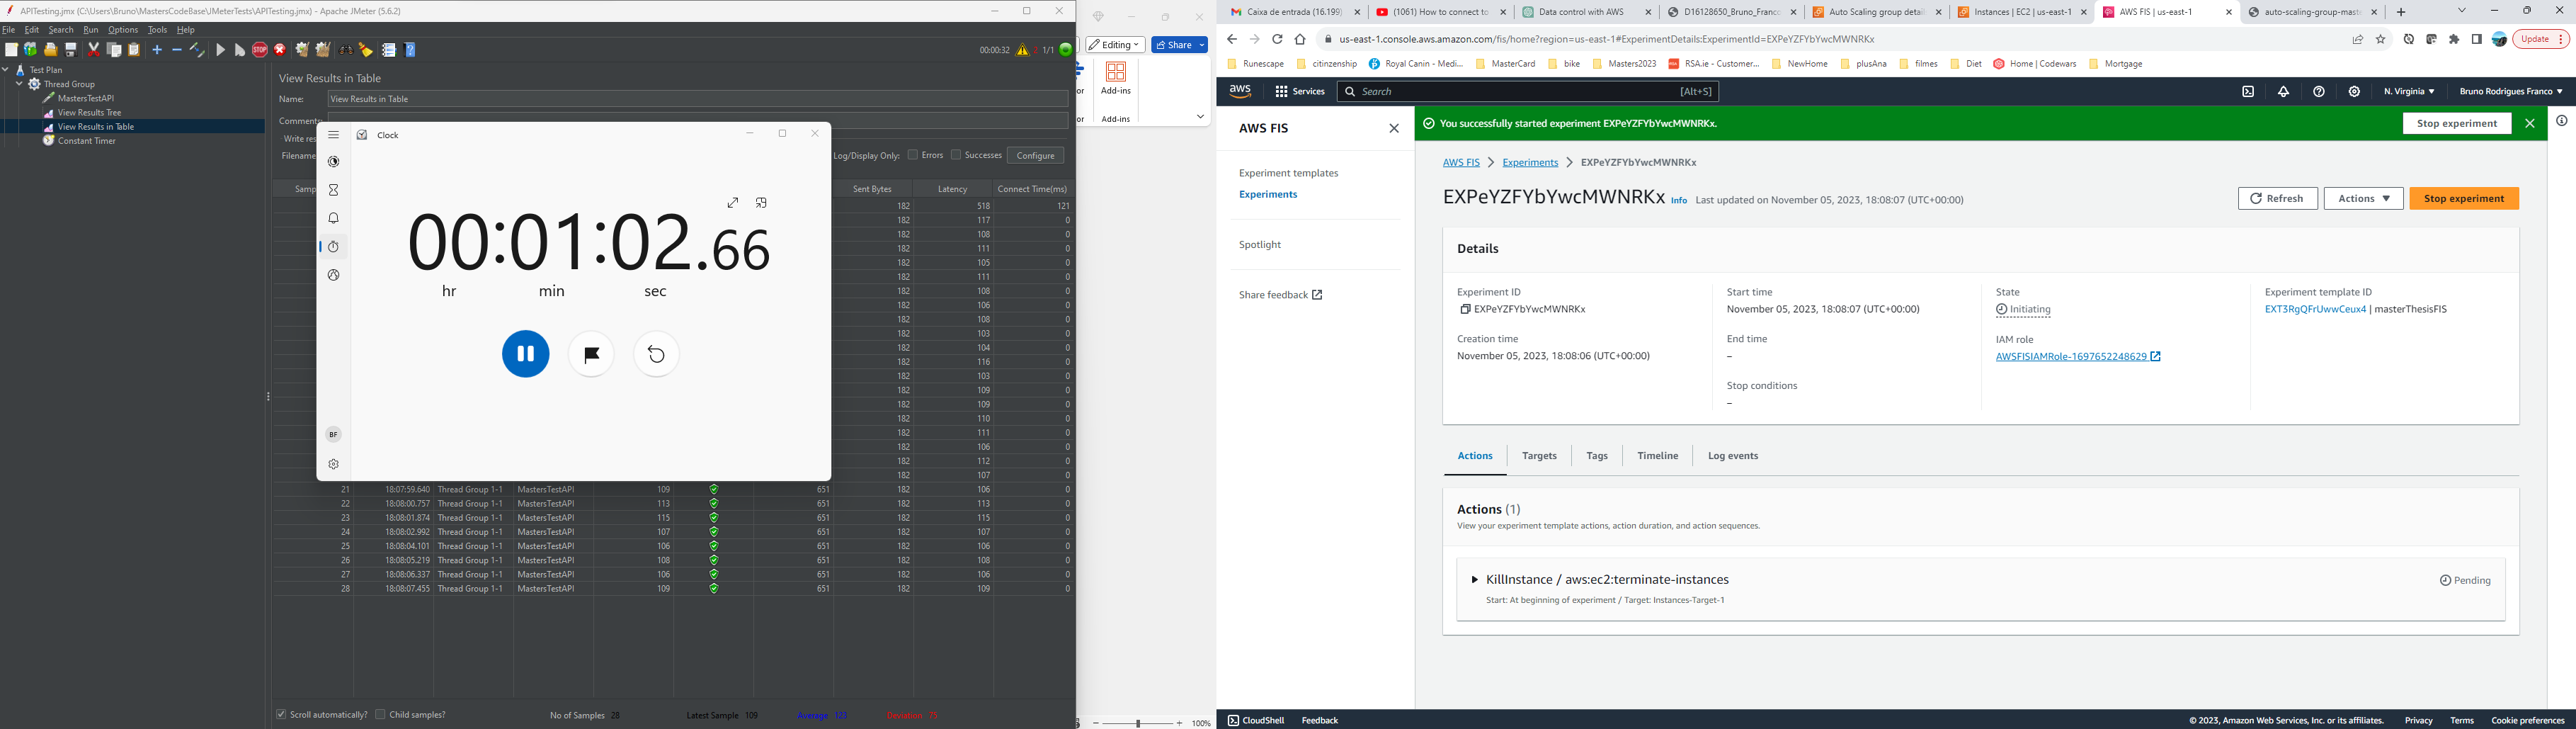 APITesting.jmx (C:\Users\Bruno\MastersCodeBase\JMeterTests\APITesting.jmx) - Apache JMeter (5.6.2)
File Edit Search Run Options Tools Help
00:00:32 2 1/1
Test Plan
Thread Group
MastersTestAPI
View Results Tree
View Results in Table
Constant Timer
View Results in Table
Name: View Results in Table
Comments:
Write res
Filename
Log/Display Only: Errors Successes Configure
Samp Sent Bytes Latency Connect Time(ms)
182 518 121
182 117 0
182 108 0
182 111 0
182 105 0
182 111 0
182 108 0
182 106 0
182 108 0
182 103 0
182 104 0
182 116 0
182 103 0
182 109 0
182 109 0
182 110 0
182 111 0
182 106 0
182 112 0
182 107 0
21 18:07:59.640 Thread Group 1-1 MastersTestAPI 109 651 182 106 0
22 18:08:00.757 Thread Group 1-1 MastersTestAPI 113 651 182 113 0
23 18:08:01.874 Thread Group 1-1 MastersTestAPI 115 651 182 115 0
24 18:08:02.992 Thread Group 1-1 MastersTestAPI 107 651 182 107 0
25 18:08:04.101 Thread Group 1-1 MastersTestAPI 106 651 182 106 0
26 18:08:05.219 Thread Group 1-1 MastersTestAPI 108 651 182 108 0
27 18:08:06.337 Thread Group 1-1 MastersTestAPI 106 651 182 106 0
28 18:08:07.455 Thread Group 1-1 MastersTestAPI 109 651 182 109 0
Scroll automatically? Child samples? No of Samples 28 Latest Sample 109 Average 123 Deviation 75
Clock
00:01:02.66
hr min sec
BF
Editing Share
or Add-ins
or Add-ins
100%
Caixa de entrada (16.199) (1061) How to connect to Data control with AWS D16128650_Bruno_Franco Auto Scaling group detai Instances | EC2 | us-east-1 AWS FIS | us-east-1 auto-scaling-group-mast
us-east-1.console.aws.amazon.com/fis/home?region=us-east-1#ExperimentDetails:ExperimentId=EXPeYZFYbYwcMWNRKx Update
Runescape citinzenship Royal Canin - Medi... MasterCard bike Masters2023 RSA.ie - Customer... NewHome plusAna filmes Diet Home | Codewars Mortgage
aws Services Search [Alt+S] N. Virginia Bruno Rodrigues Franco
AWS FIS
Experiment templates
Experiments
Spotlight
Share feedback
You successfully started experiment EXPeYZFYbYwcMWNRKx. Stop experiment
AWS FIS Experiments EXPeYZFYbYwcMWNRKx
EXPeYZFYbYwcMWNRKx Info Last updated on November 05, 2023, 18:08:07 (UTC+00:00) Refresh Actions Stop experiment
Details
Experiment ID
EXPeYZFYbYwcMWNRKx
Creation time
November 05, 2023, 18:08:06 (UTC+00:00)
Start time
November 05, 2023, 18:08:07 (UTC+00:00)
End time
–
Stop conditions
–
State
Initiating
IAM role
AWSFISIAMRole-1697652248629
Experiment template ID
EXT3RgQFrUwwCeux4 | masterThesisFIS
Actions Targets Tags Timeline Log events
Actions (1)
View your experiment template actions, action duration, and action sequences.
KillInstance / aws:ec2:terminate-instances Pending
Start: At beginning of experiment / Target: Instances-Target-1
CloudShell Feedback © 2023, Amazon Web Services, Inc. or its affiliates. Privacy Terms Cookie preferences